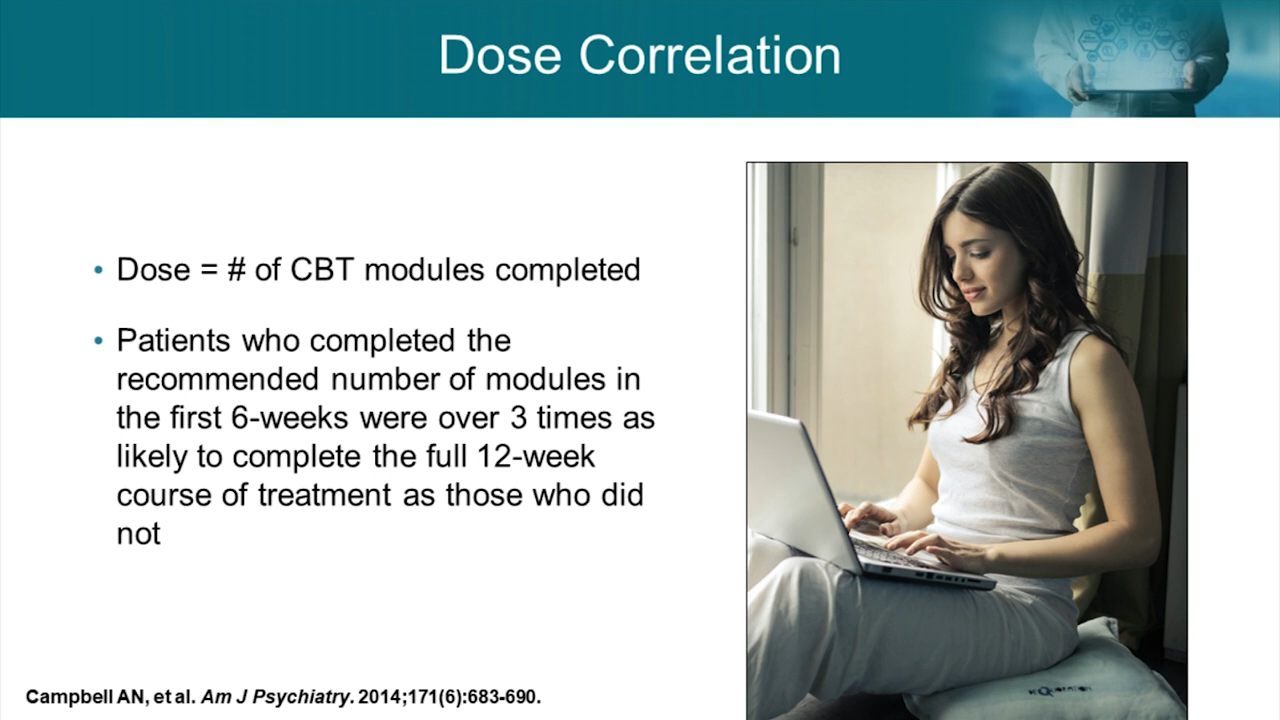 Dose Correlation
• Dose = # of CBT modules completed
• Patients who completed the
recommended number of modules in
the first 6-weeks were over 3 times as
likely to complete the full 12-week
course of treatment as those who did
not
Campbell AN, et al. Am J Psychiatry. 2014;171(6):683-690.